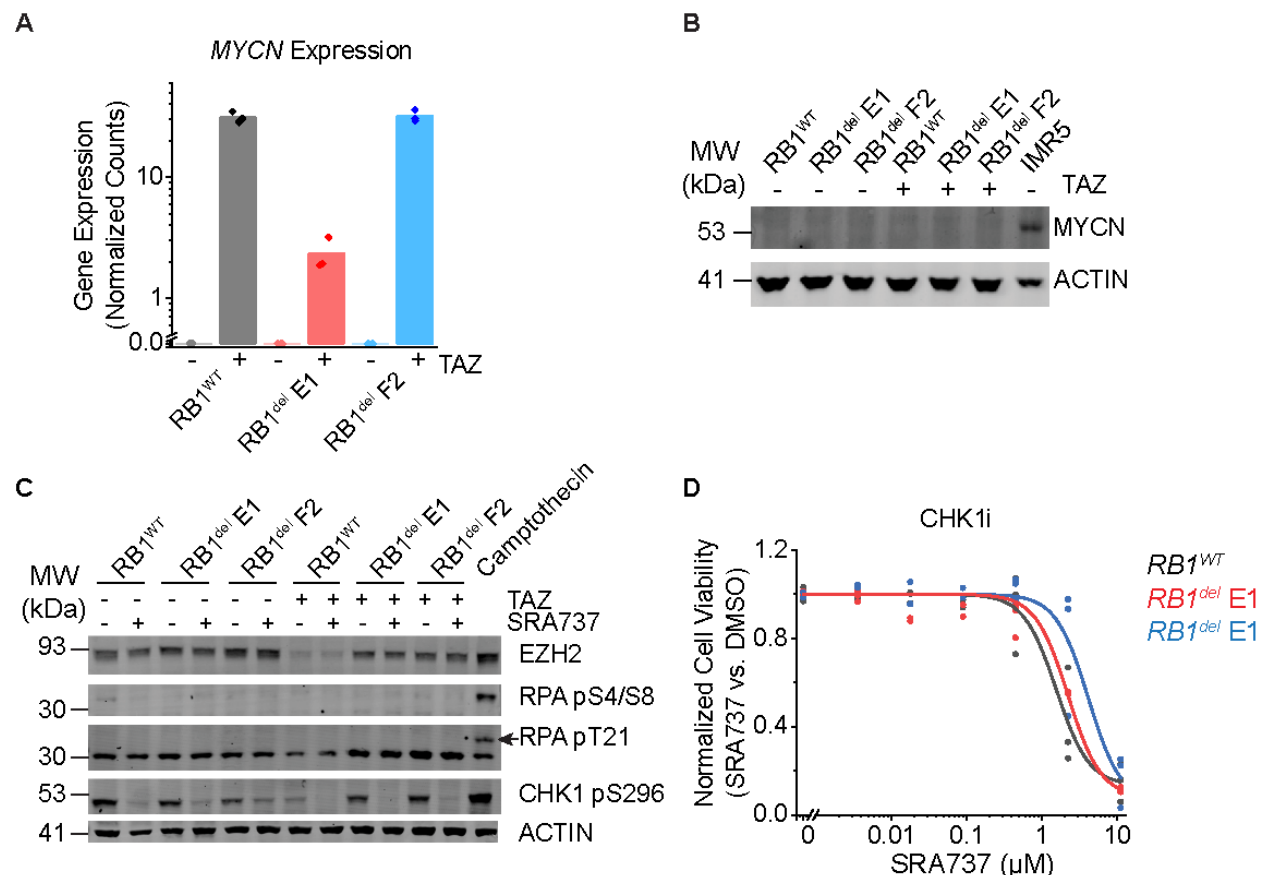 A
MYCN Expression
Gene Expression
(Normalized Counts)
10
1
0.0
- + - + - + TAZ
RB1WT
RB1del E1
RB1del F2
B
RB1WT
RB1del E1
RB1del F2
RB1WT
RB1del E1
RB1del F2
IMR5
MW
(kDa)
- - - + + + - TAZ
53
MYCN
41
ACTIN
C
RB1WT
RB1del E1
RB1del F2
RB1WT
RB1del E1
RB1del F2
Camptothecin
MW
(kDa)
- - - - - - + + + + + + TAZ
- + - + - + - + - + - + SRA737
93
EZH2
30
RPA pS4/S8
RPA pT21
30
53
CHK1 pS296
41
ACTIN
D
CHK1i
Normalized Cell Viability
(SRA737 vs. DMSO)
1.2
0.8
0.4
0.0
0 0.01 0.1 1 10
SRA737 (µM)
RB1WT
RB1del E1
RB1del E1